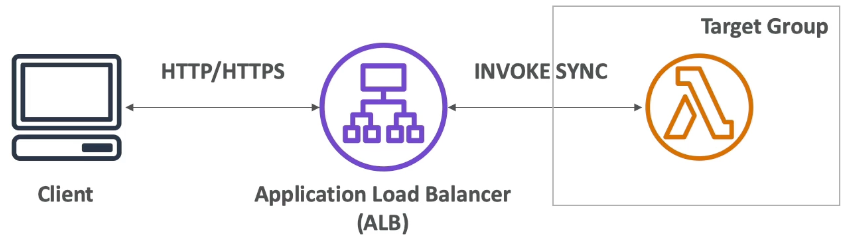 Target Group
HTTP/HTTPS
INVOKE SYNC
Client
Application Load Balancer
(ALB)